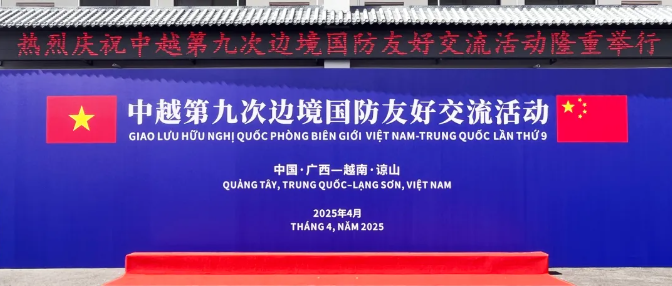 热烈庆祝中越第九次边境国防友好交流活动隆重举行
中越第九次边境国防友好交流活动
GIAO LƯU HỮU NGHỊ QUỐC PHÒNG BIÊN GIỚI VIỆT NAM-TRUNG QUỐC LẦN THỨ 9
中国·广西—越南·谅山
QUẢNG TÂY, TRUNG QUỐC–LẠNG SƠN, VIỆT NAM
2025年4月
THÁNG 4, NĂM 2025